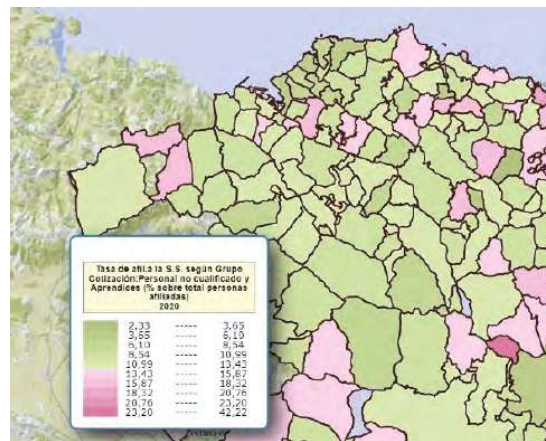 Tasa de afil.a la S.S. según Grupo
Cotización:Personal no cualificado y
Aprendices (% sobre total personas
afiliadas)
2020
2,33 ----- 3,65
3,65 ----- 6,10
6,10 ----- 8,54
8,54 ----- 10,99
10,99 ----- 13,43
13,43 ----- 15,87
15,87 ----- 18,32
18,32 ----- 20,76
20,76 ----- 23,20
23,20 ----- 42,22